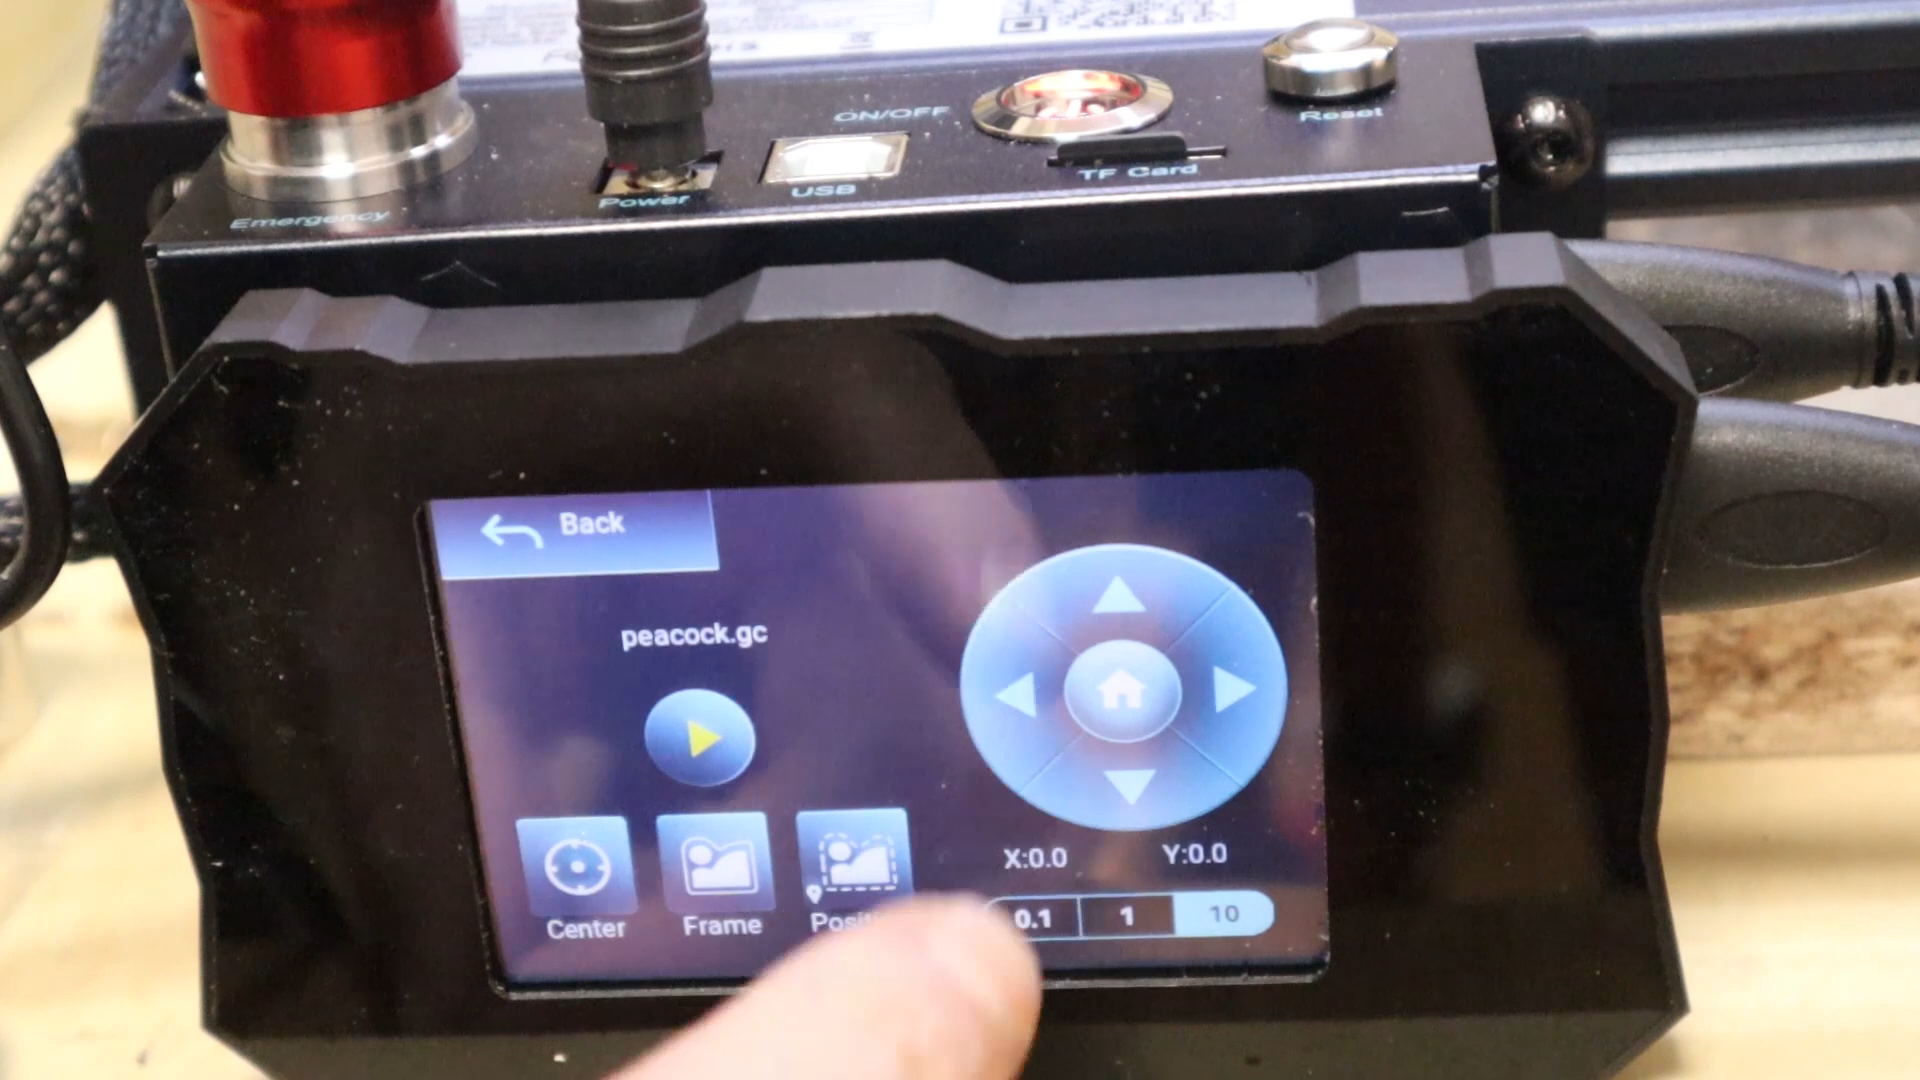 ON/OFF
Reset
TF Card
USB
Power
Emergency
Back
peacock.gc
X:0.0 Y:0.0
0.1 1 10
Center Frame